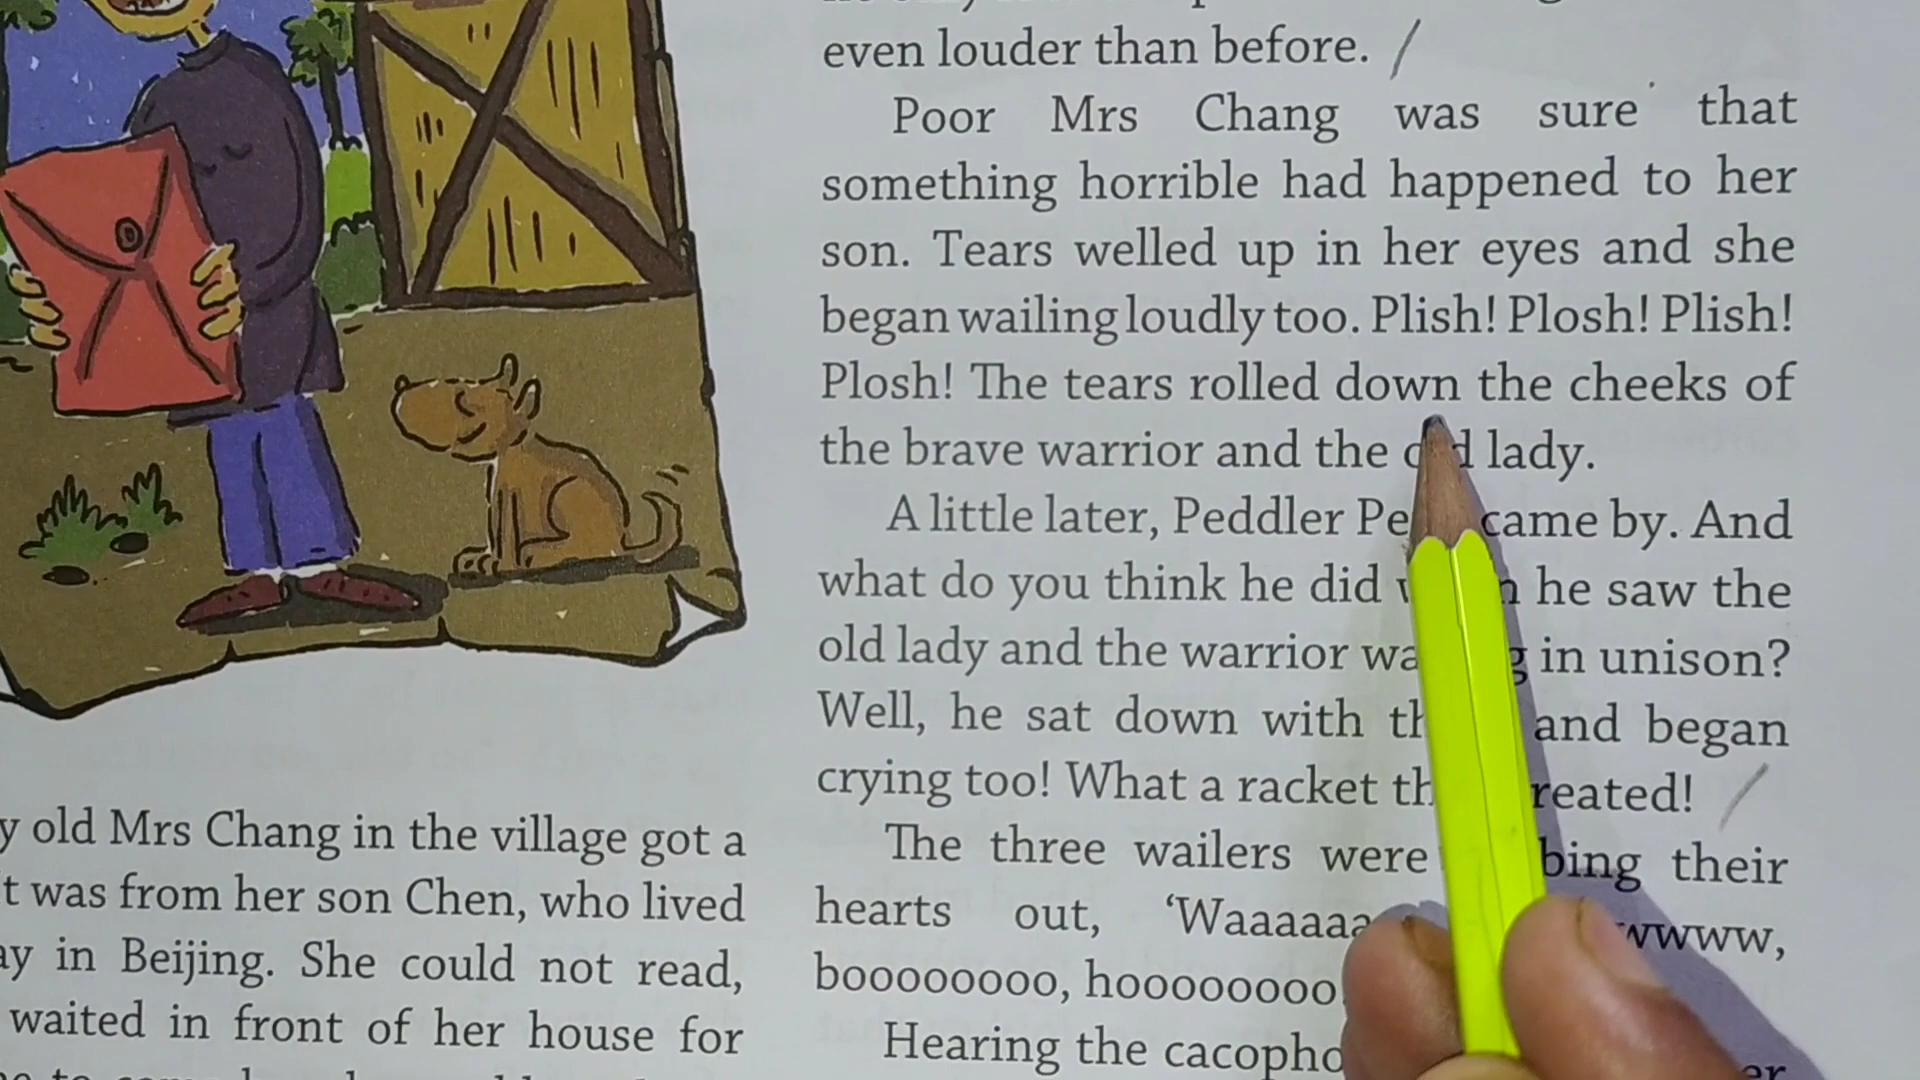 y old Mrs Chang in the village got a
t was from her son Chen, who lived
ay in Beijing. She could not read,
waited in front of her house for
even louder than before.
Poor Mrs Chang was sure that
something horrible had happened to her
son. Tears welled up in her eyes and she
began wailing loudly too. Plish! Plosh! Plish!
Plosh! The tears rolled down the cheeks of
the brave warrior and the old lady.
A little later, Peddler Pe came by. And
what do you think he did he saw the
old lady and the warrior wa g in unison?
Well, he sat down with th and began
crying too! What a racket th reated!
The three wailers were bing their
hearts out, ‘Waaaaaa wwww,
boooooooo, hoooooooo
Hearing the cacopho